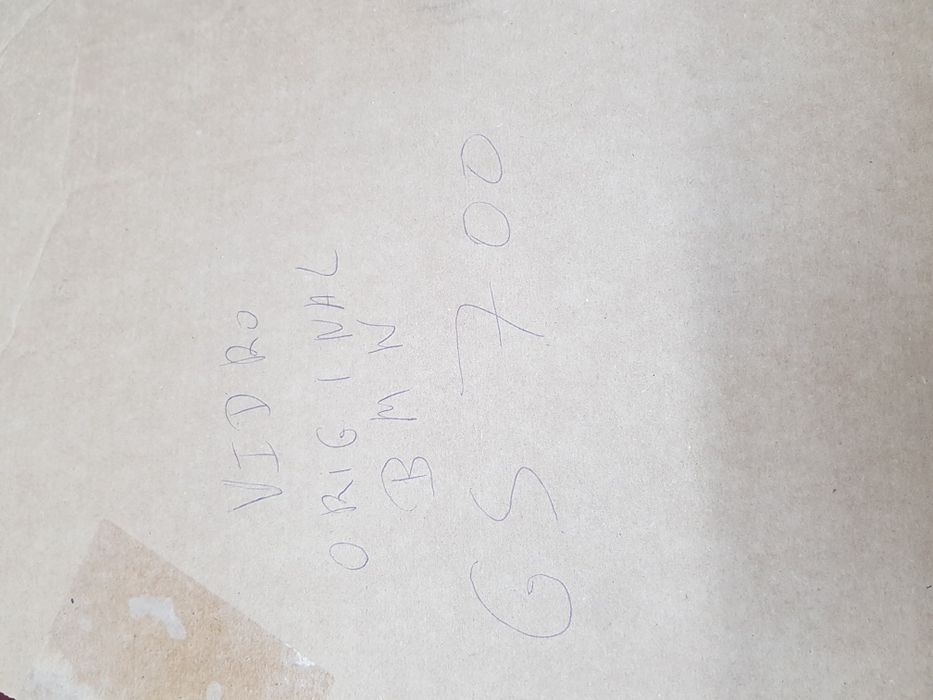 VIDRO
ORIGINAL
BMW
GS 700